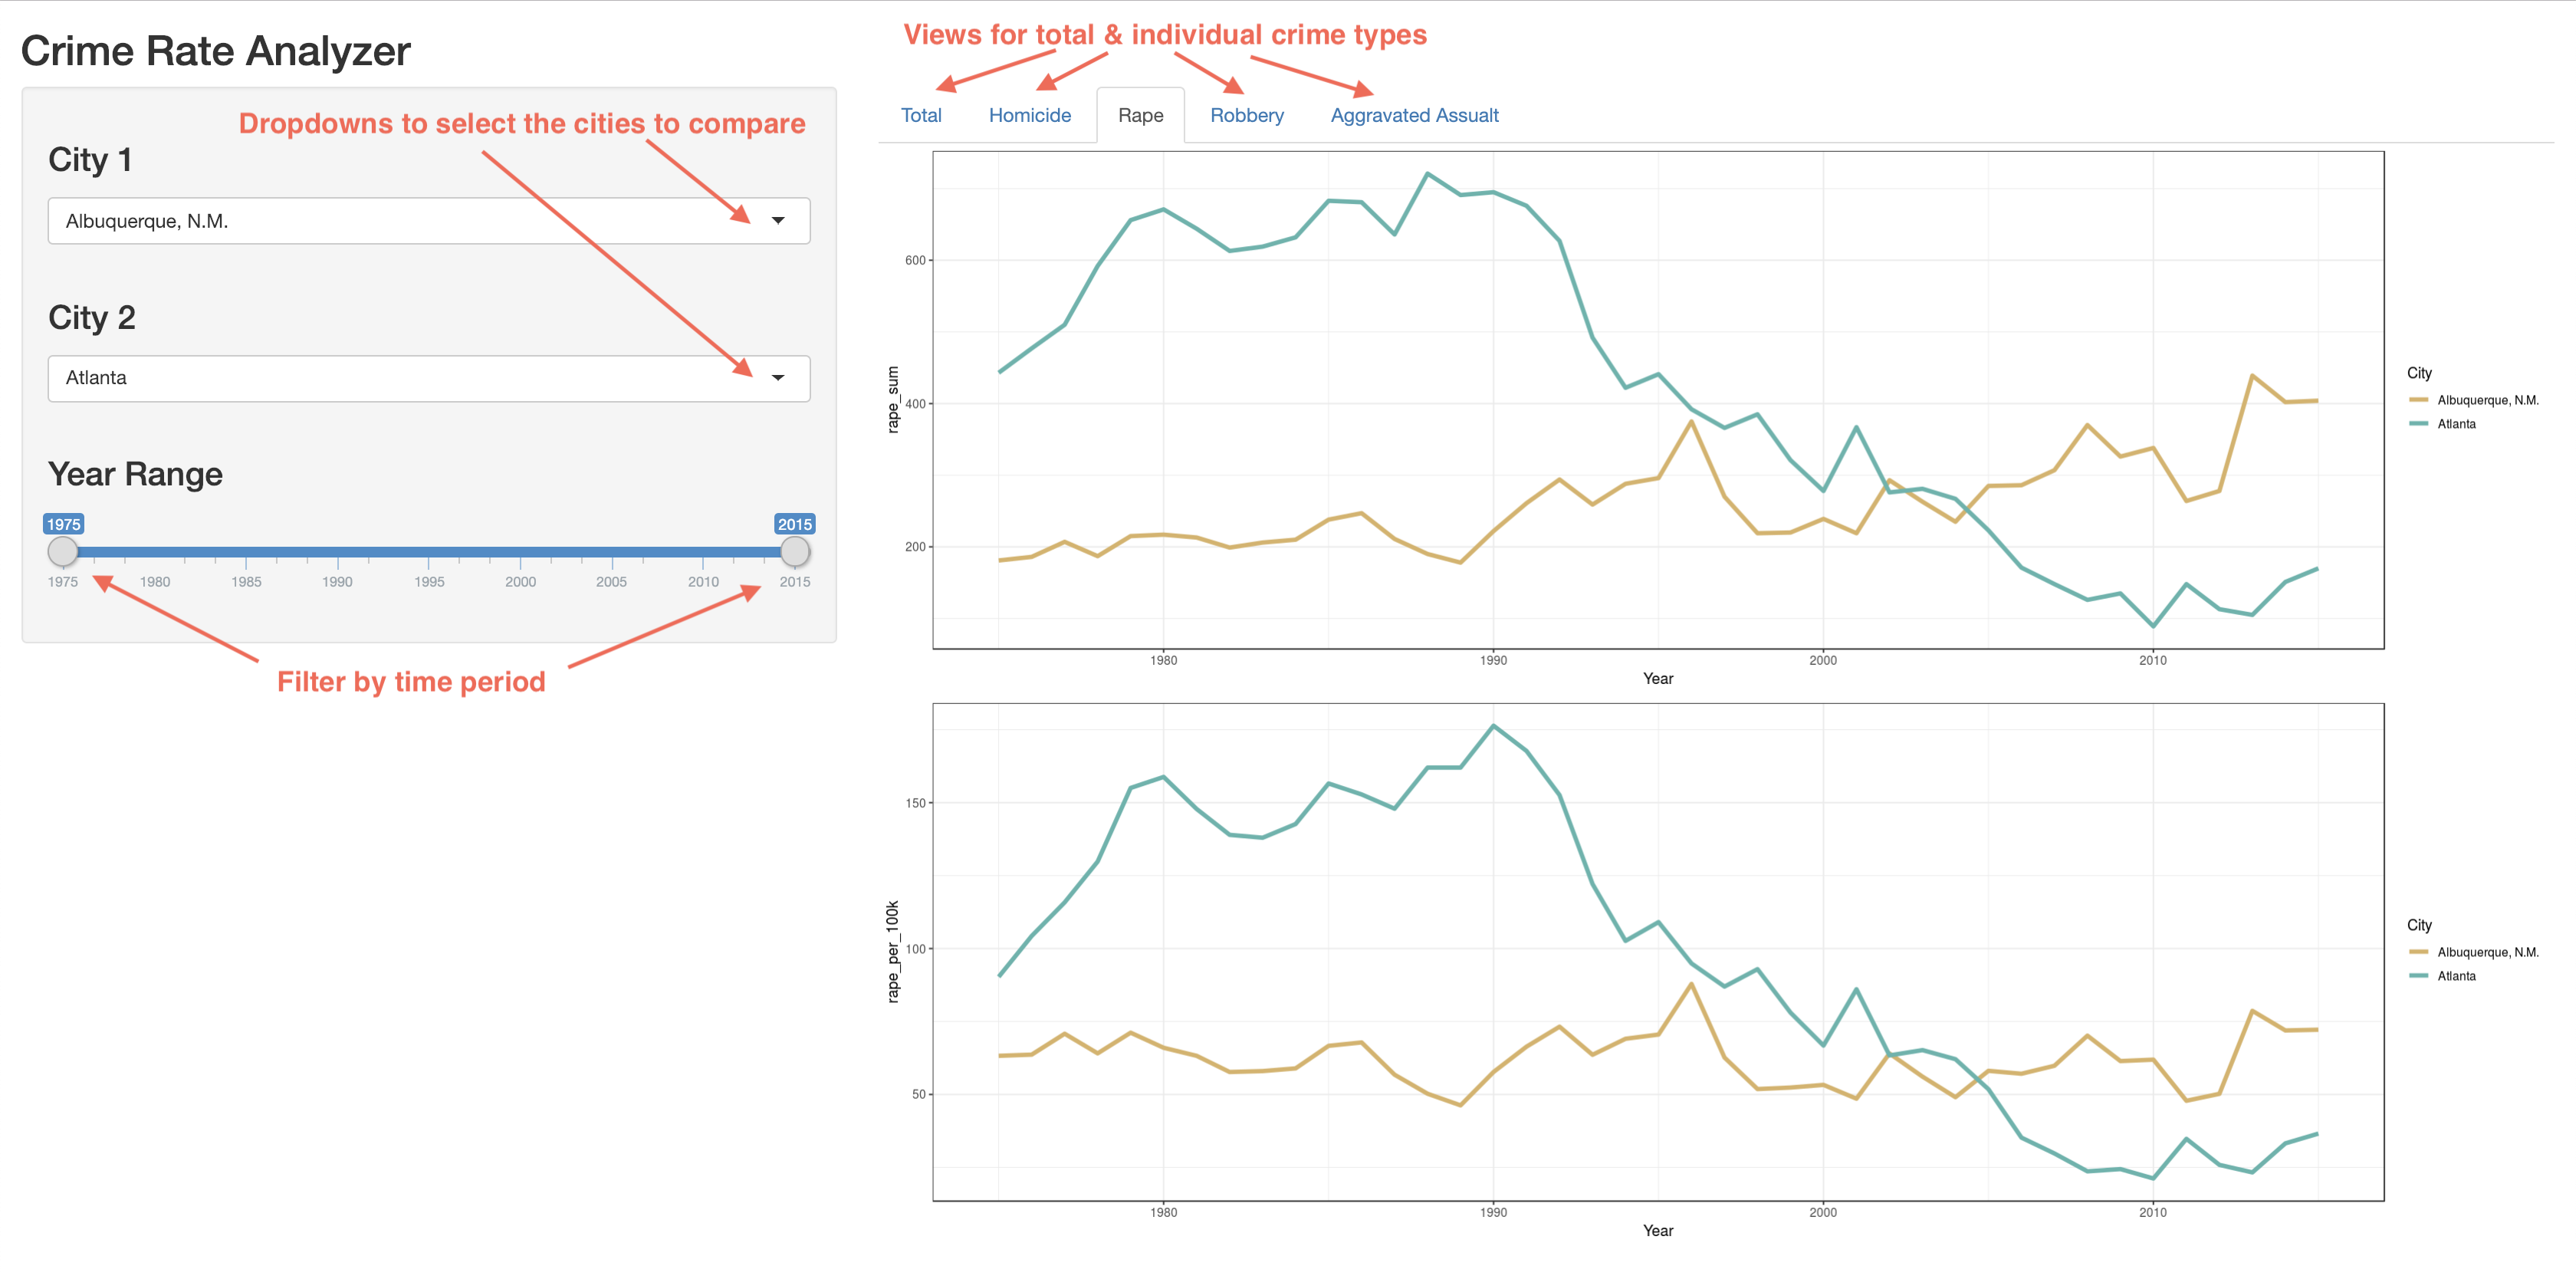 Crime Rate Analyzer
Dropdowns to select the cities to compare
City 1
Albuquerque, N.M.
City 2
Atlanta
Year Range
1975 2015
1975 1980 1985 1990 1995 2000 2005 2010 2015
Filter by time period
Views for total & individual crime types
Total Homicide Rape Robbery Aggravated Assualt
rape_sum
600
400
200
1980 1990 2000 2010
Year
City
Albuquerque, N.M.
Atlanta
rape_per_100k
150
100
50
1980 1990 2000 2010
Year
City
Albuquerque, N.M.
Atlanta